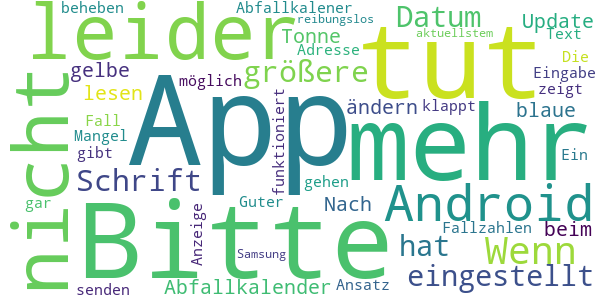 beheben
Abfallkalener
reibungslos
leider
Tonne
Datum
Update
aktuellstem
Text
Adresse
tut
Die
gelbe
größere
Eingabe
möglich
lesen
nicht
App
mehr
zeigt
ändern
klappt
blaue
Fall
Mangel
gibt
funktioniert
Ein
Schrift
gehen
Bitte
Android
gar
Guter
Nach
Anzeige
hat
Fallzahlen
beim
Wenn
Samsung
eingestellt
senden
Abfallkalender
Ansatz